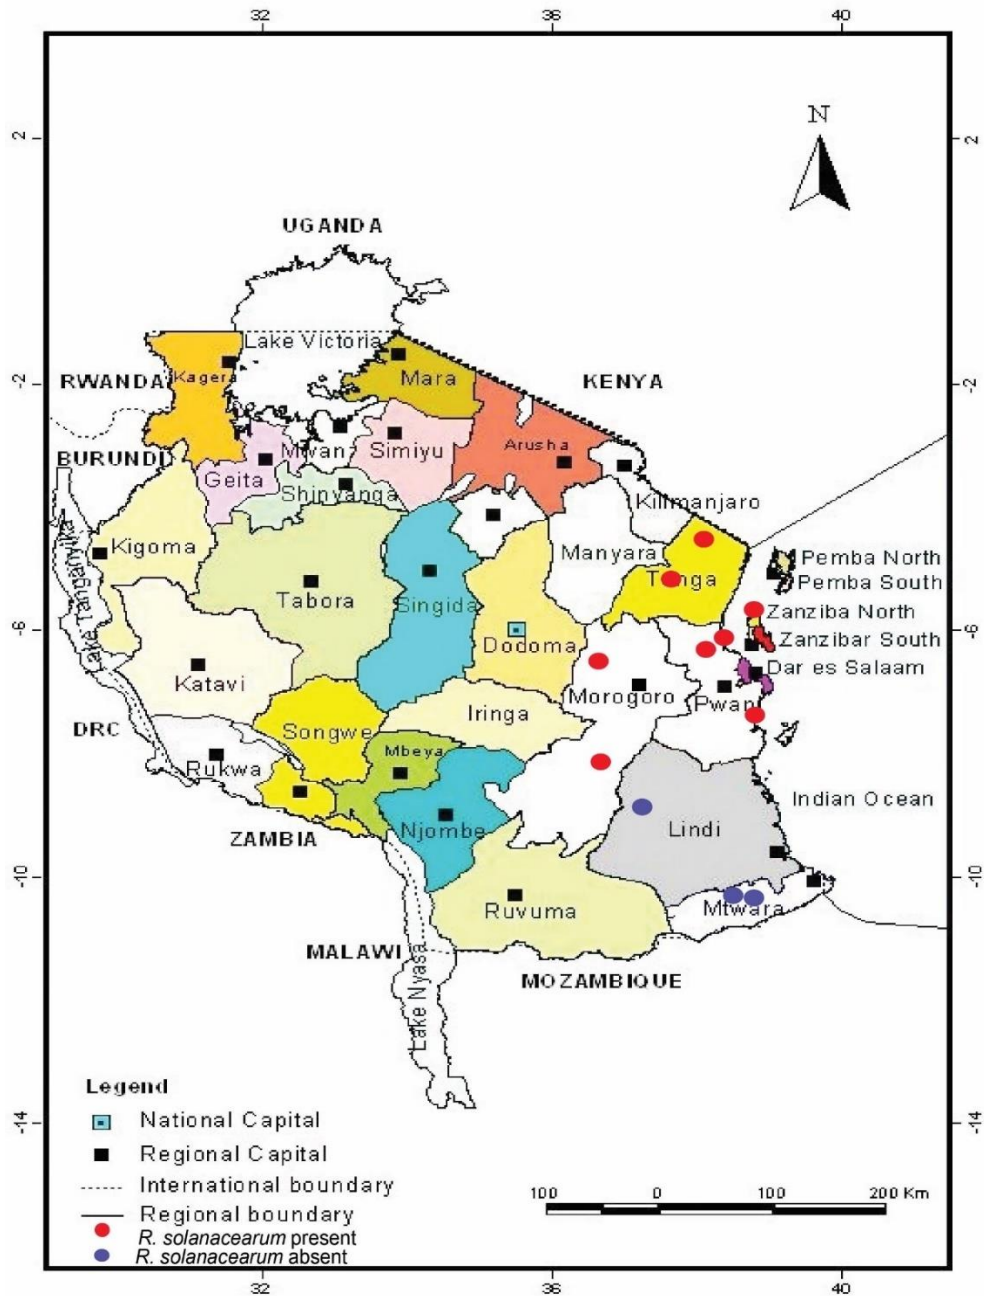 32 36 40
2 2
N
UGANDA
Lake Victoria
RWANDA Kagera Mara KENYA
-2 -2
Mwan Simiyu Arusha
BURUNDI Geita
Shinyanga Kilimanjaro
Kigoma Manyara Pemba North
Tabora Singida Tanga Pemba South
Lake Tanganyika
Zanziba North
-6 -6
Dodoma Zanzibar South
Katavi Morogoro Dar es Salaam
Iringa Pwan
DRC Songwe
Rukwa Mbeya
Indian Ocean
ZAMBIA Njombe Lindi
-10 -10
Ruvuma Mtwara
MALAWI
Lake Nyasa
MOZAMBIQUE
Legend
National Capital
-14 -14
Regional Capital
International boundary
Regional boundary
R. solanacearum present
R. solanacearum absent
100 0 100 200 Km
32 36 40